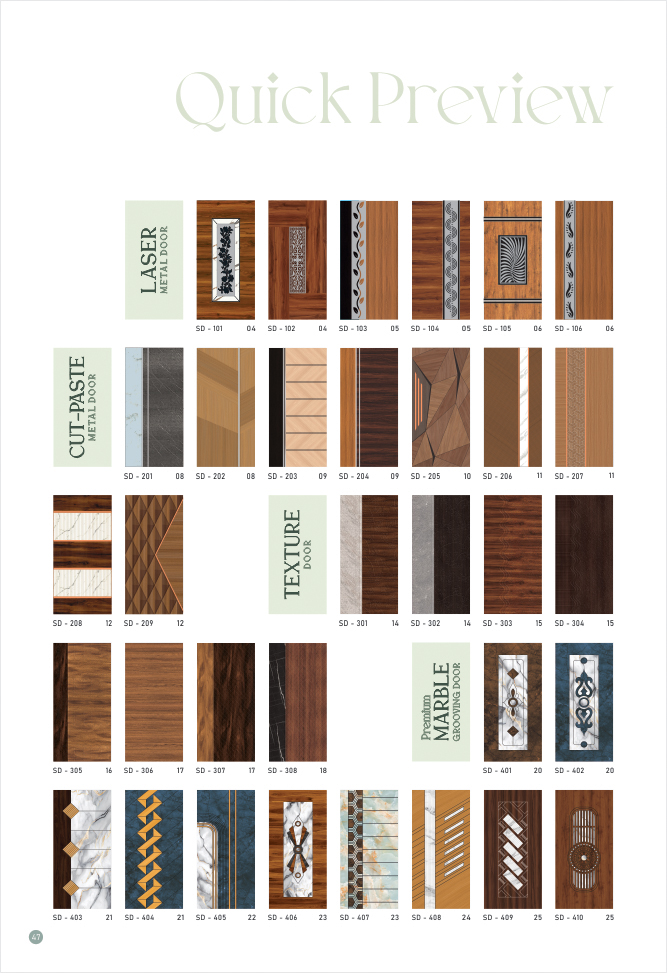 Quick Preview
LASER
METAL DOOR
SD - 101 04
SD - 102 04
SD - 103 05
SD - 104 05
SD - 105 06
SD - 106 06
CUT-PASTE
METAL DOOR
SD - 201 08
SD - 202 08
SD - 203 09
SD - 204 09
SD - 205 10
SD - 206 11
SD - 207 11
SD - 208 12
SD - 209 12
TEXTURE
DOOR
SD - 301 14
SD - 302 14
SD - 303 15
SD - 304 15
SD - 305 16
SD - 306 17
SD - 307 17
SD - 308 18
Premium
MARBLE
GROOVING DOOR
SD - 401 20
SD - 402 20
SD - 403 21
SD - 404 21
SD - 405 22
SD - 406 23
SD - 407 23
SD - 408 24
SD - 409 25
SD - 410 25
47